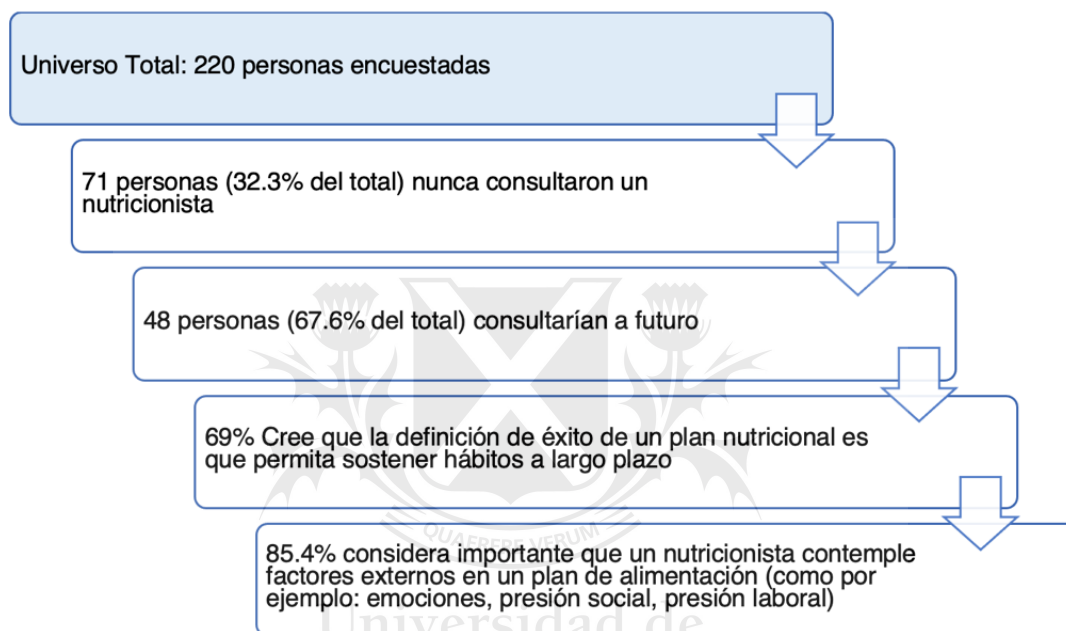 Universo Total: 220 personas encuestadas
71 personas (32.3% del total) nunca consultaron un
nutricionista
48 personas (67.6% del total) consultarían a futuro
69% Cree que la definición de éxito de un plan nutricional es
que permita sostener hábitos a largo plazo
QUAERERE VERUM
85.4% considera importante que un nutricionista contemple
factores externos en un plan de alimentación (como por
ejemplo: emociones, presión social, presión laboral)
Universidad de